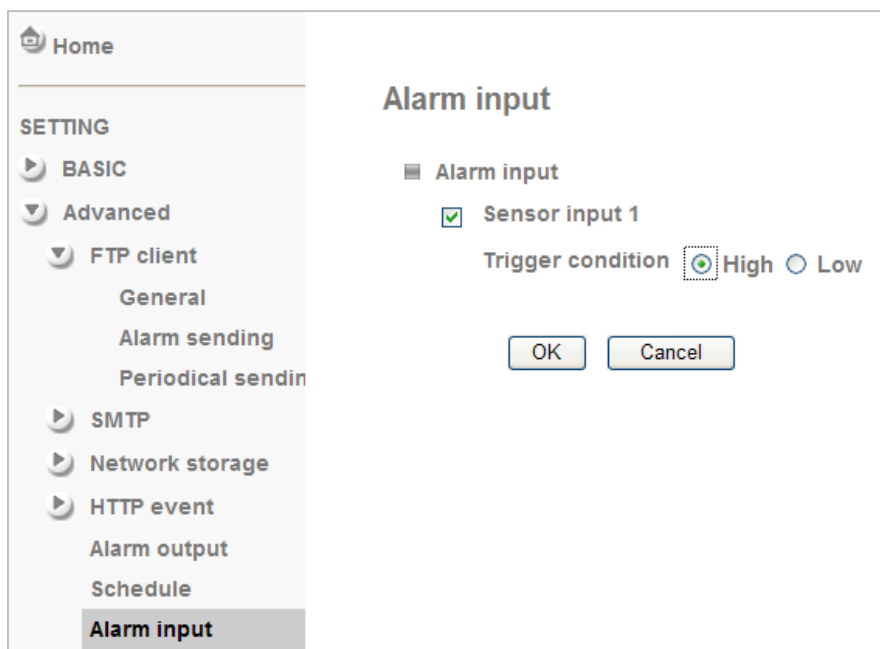 Home
SETTING
BASIC
Advanced
FTP client
General
Alarm sending
Periodical sendin
SMTP
Network storage
HTTP event
Alarm output
Schedule
Alarm input
Alarm input
Alarm input
Sensor input 1
Trigger condition High Low
OK Cancel